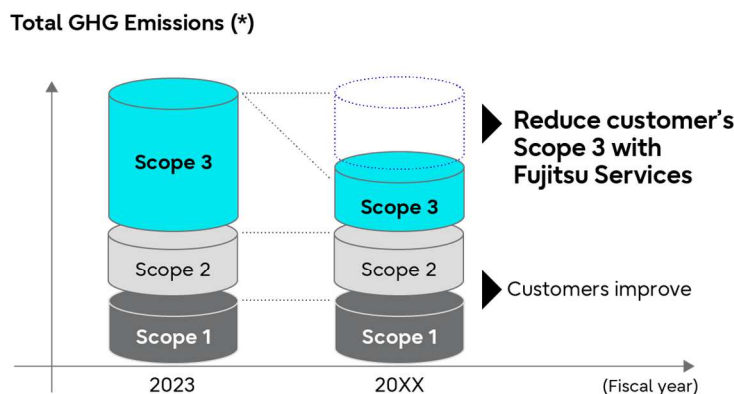 Total GHG Emissions (*)
Scope 3
Scope 2
Scope 1
Scope 3
Scope 2
Scope 1
Reduce customer's
Scope 3 with
Fujitsu Services
Customers improve
2023
20XX
(Fiscal year)